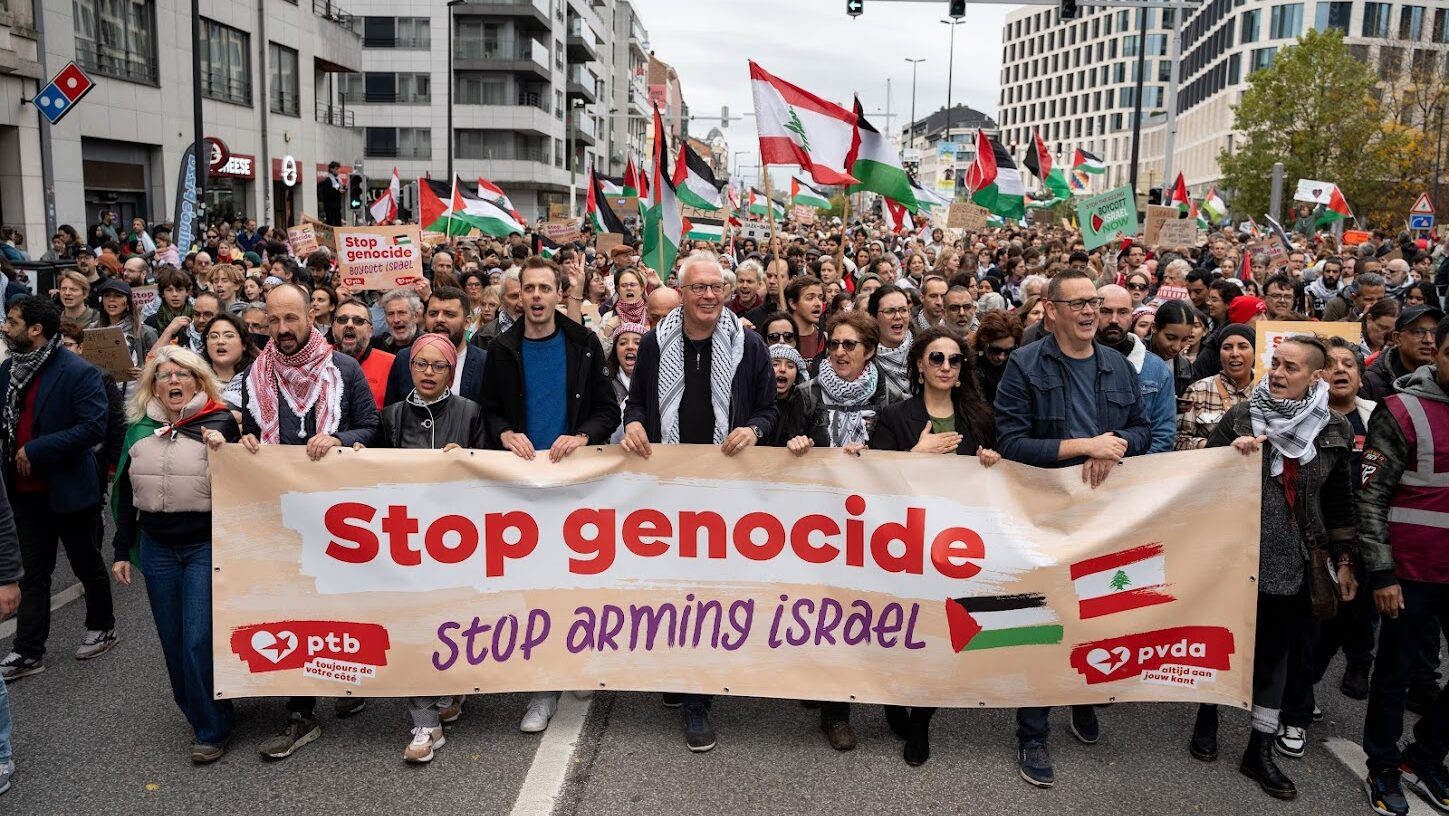 CHEESE
Stop
genocide
BOYCOTT ISRAEL
BOYCOTT
ISRAEL
NOW
Stop genocide
STOP ARMING ISRAEL
ptb
toujours de
votre côté
pvda
altijd aan
jouw kant